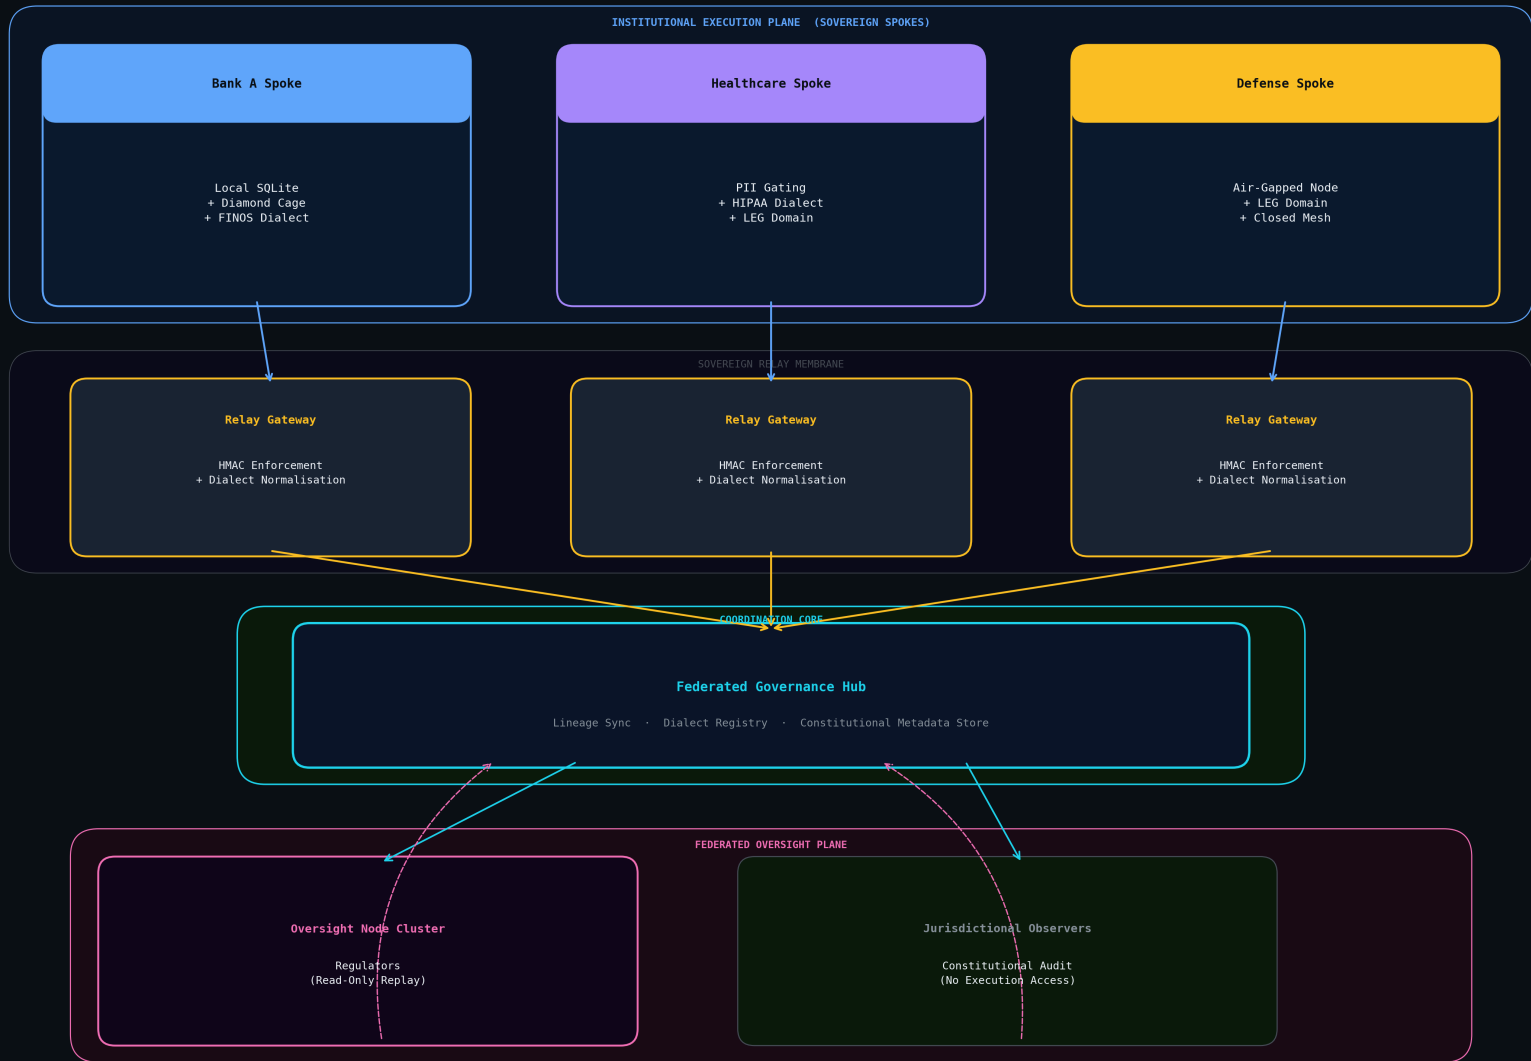 INSTITUTIONAL EXECUTION PLANE  (SOVEREIGN SPOKES)
Bank A Spoke
Local SQLite
+ Diamond Cage
+ FINOS Dialect
Healthcare Spoke
PII Gating
+ HIPAA Dialect
+ LEG Domain
Defense Spoke
Air-Gapped Node
+ LEG Domain
+ Closed Mesh
SOVEREIGN RELAY MEMBRANE
Relay Gateway
HMAC Enforcement
+ Dialect Normalisation
Relay Gateway
HMAC Enforcement
+ Dialect Normalisation
Relay Gateway
HMAC Enforcement
+ Dialect Normalisation
COORDINATION CORE
Federated Governance Hub
Lineage Sync  ·  Dialect Registry  ·  Constitutional Metadata Store
FEDERATED OVERSIGHT PLANE
Oversight Node Cluster
Regulators
(Read-Only Replay)
Jurisdictional Observers
Constitutional Audit
(No Execution Access)